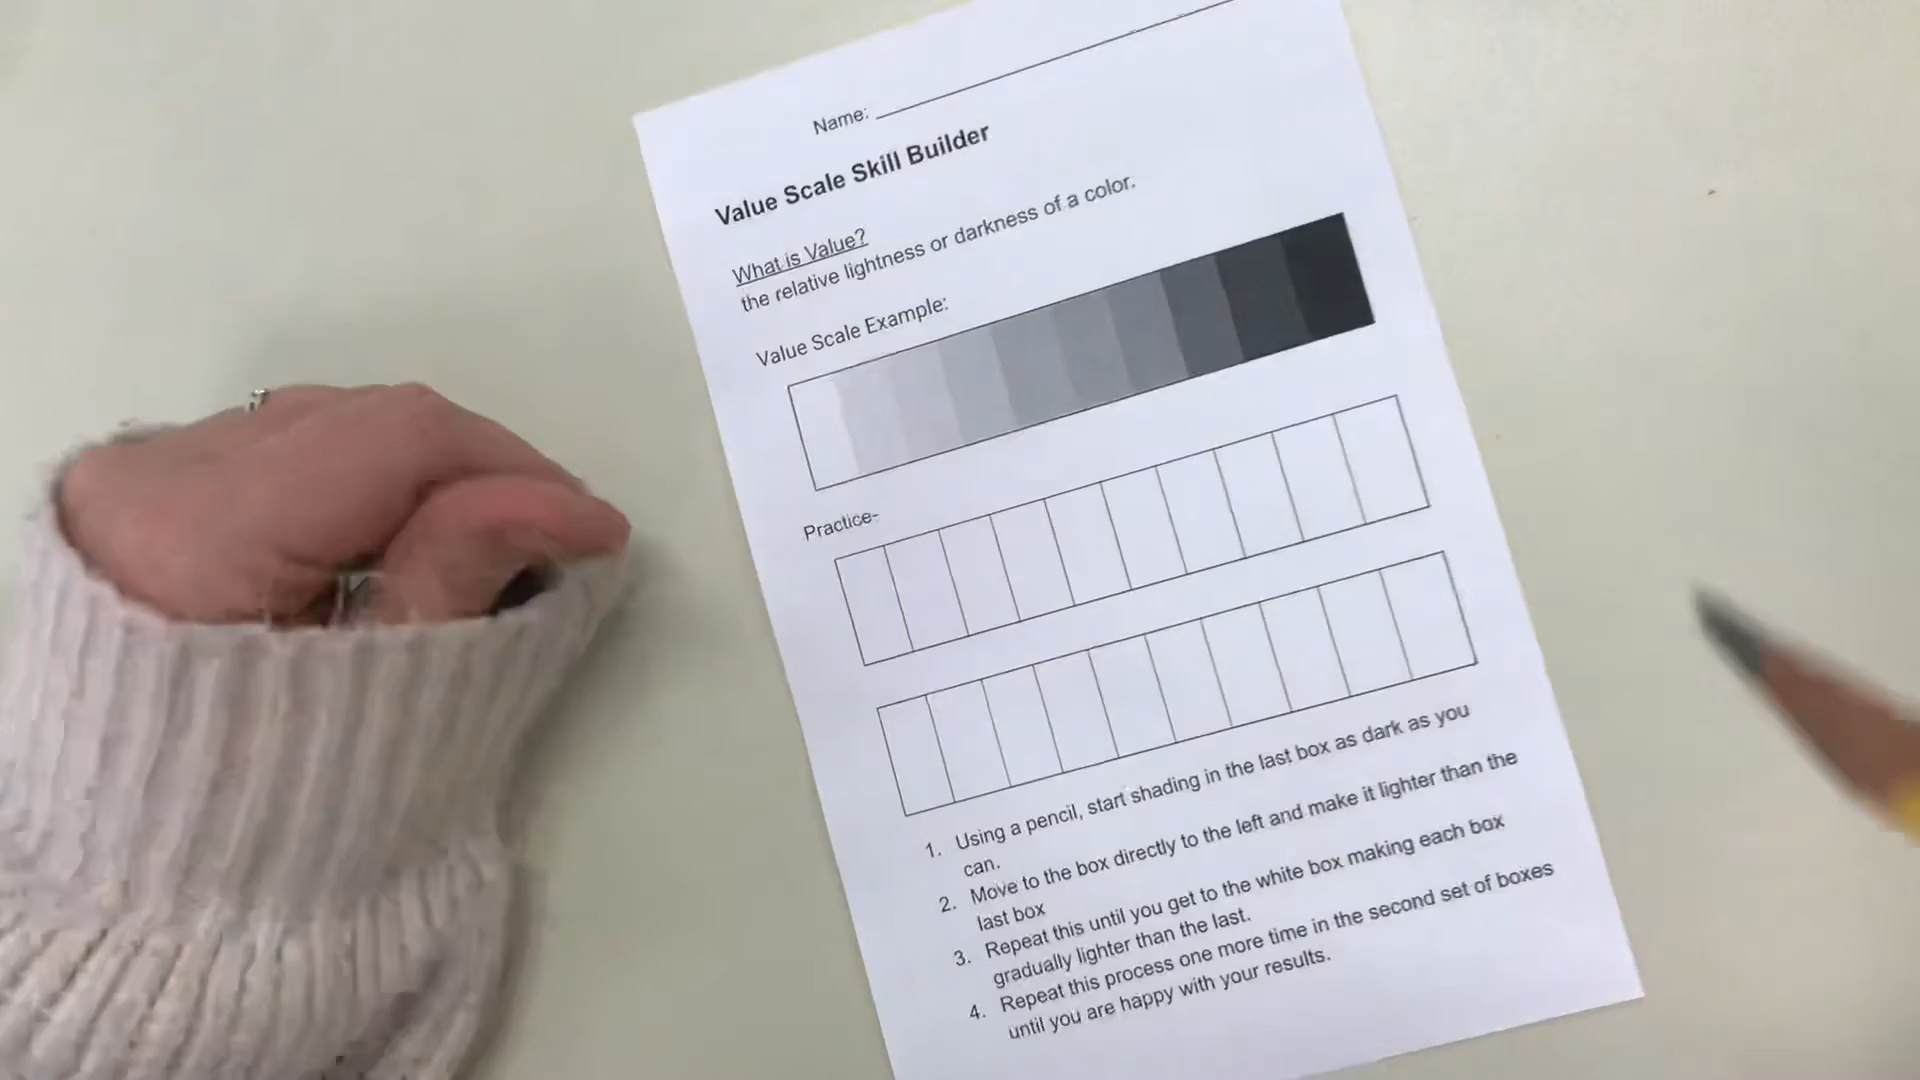 Name:
Value Scale Skill Builder
What is Value?
the relative lightness or darkness of a color.
Value Scale Example:
Practice-
1. Using a pencil, start shading in the last box as dark as you
can.
2. Move to the box directly to the left and make it lighter than the
last box
3. Repeat this until you get to the white box making each box
gradually lighter than the last.
4. Repeat this process one more time in the second set of boxes
until you are happy with your results.